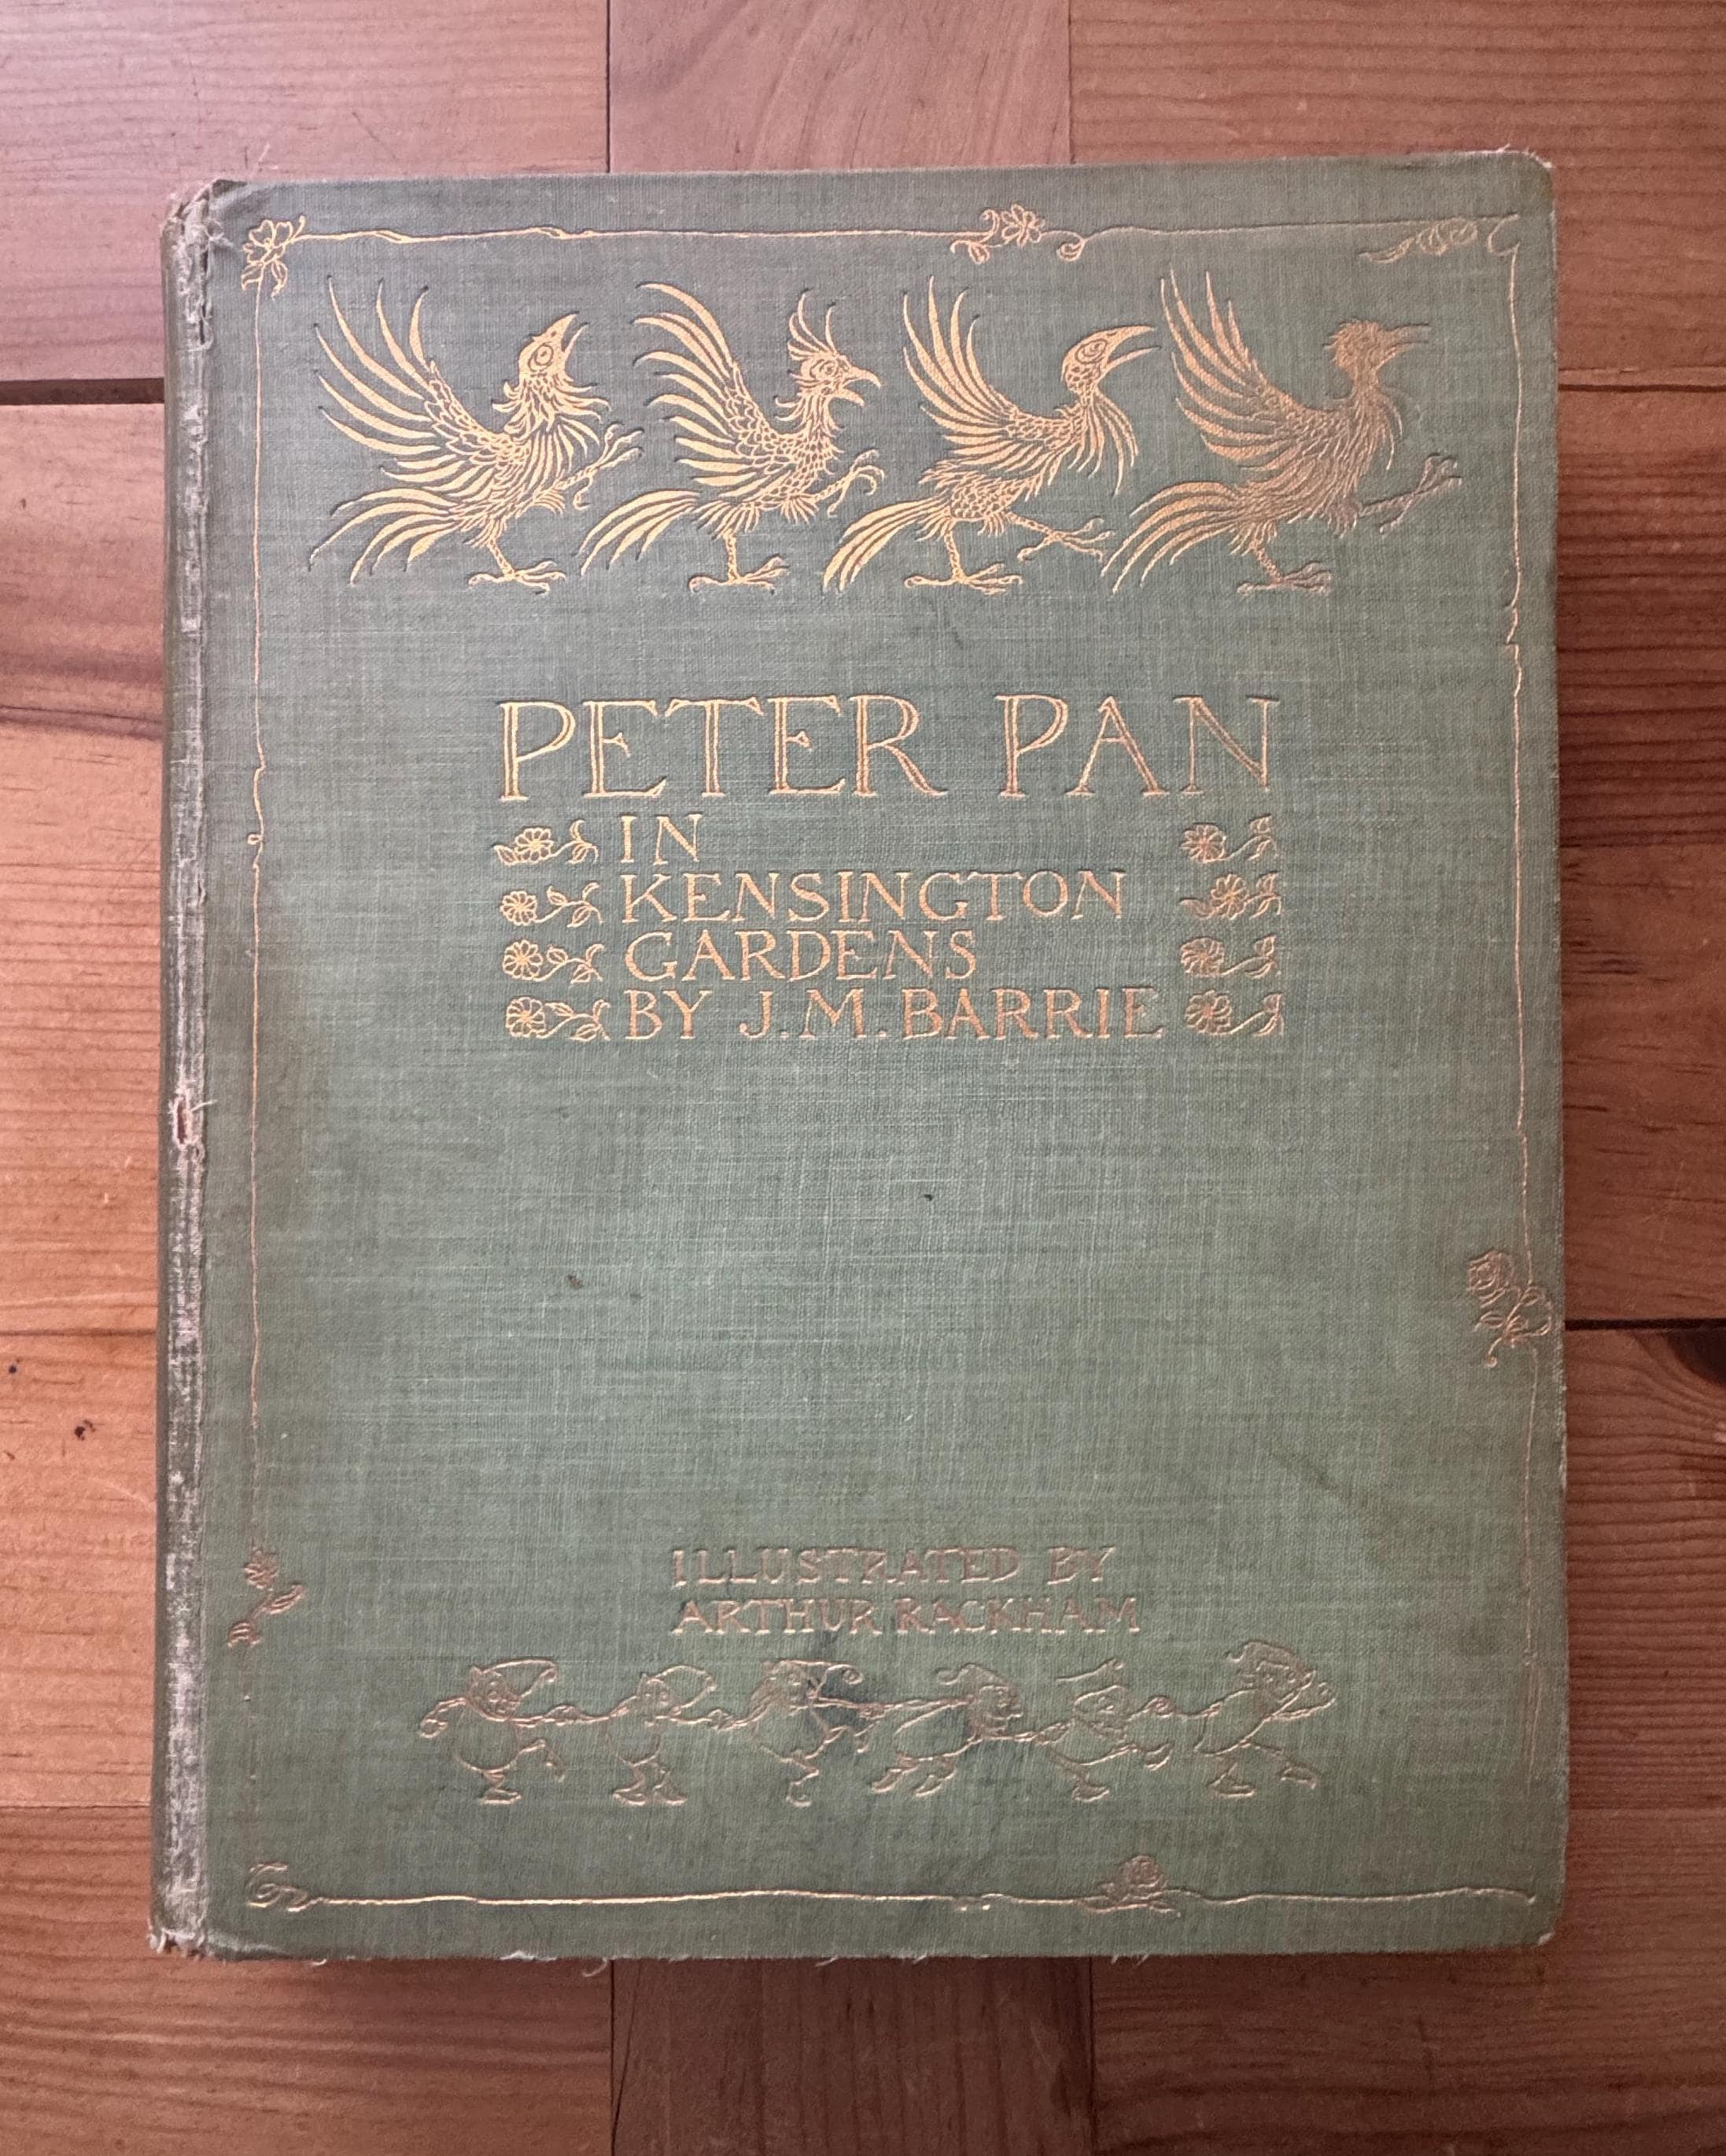 PETER PAN
IN
KENSINGTON
GARDENS
BY J.M. BARRIE
ILLUSTRATED BY
ARTHUR RACKHAM